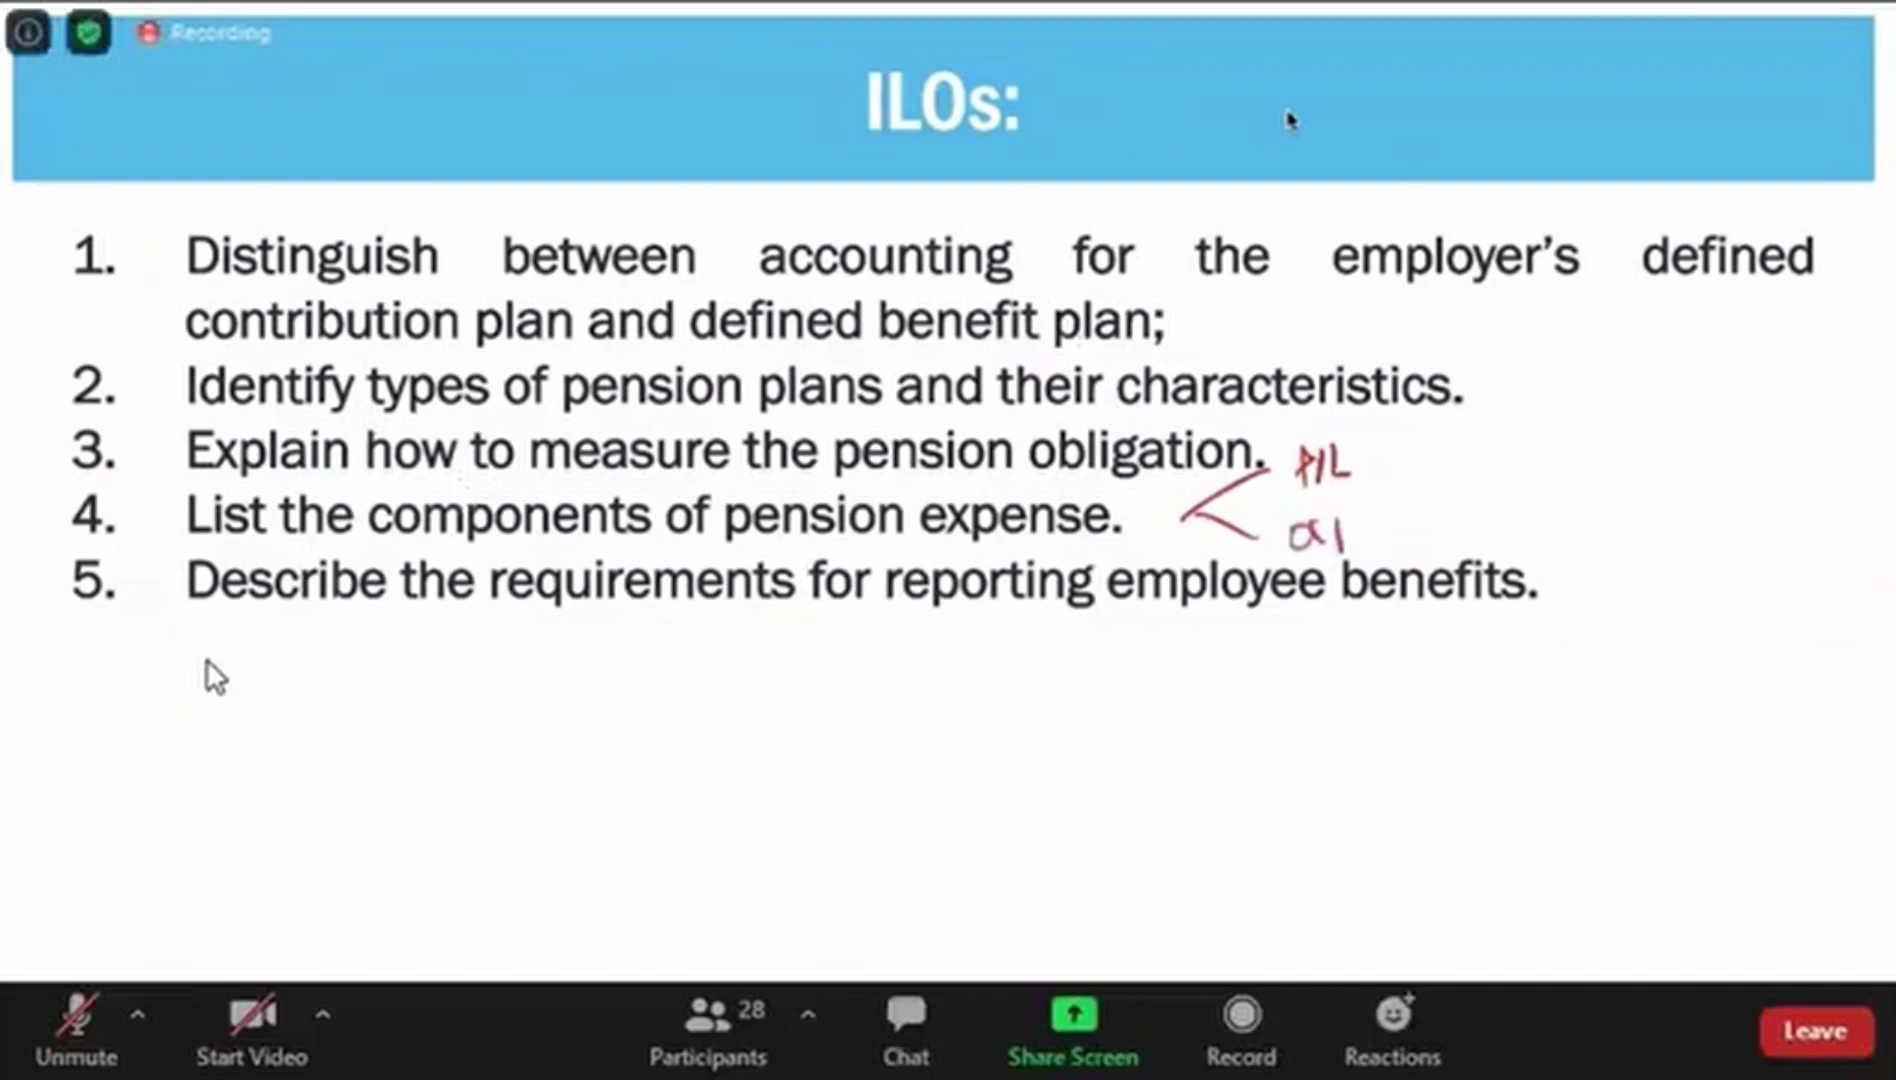 Recording
ILOs:
1. Distinguish between accounting for the employer's defined
contribution plan and defined benefit plan;
2. Identify types of pension plans and their characteristics.
3. Explain how to measure the pension obligation.
P/L
4. List the components of pension expense.
5. Describe the requirements for reporting employee benefits.
28
Unmute
Start Video
Participants
Chat
Share Screen
Record
Reactions
Leave